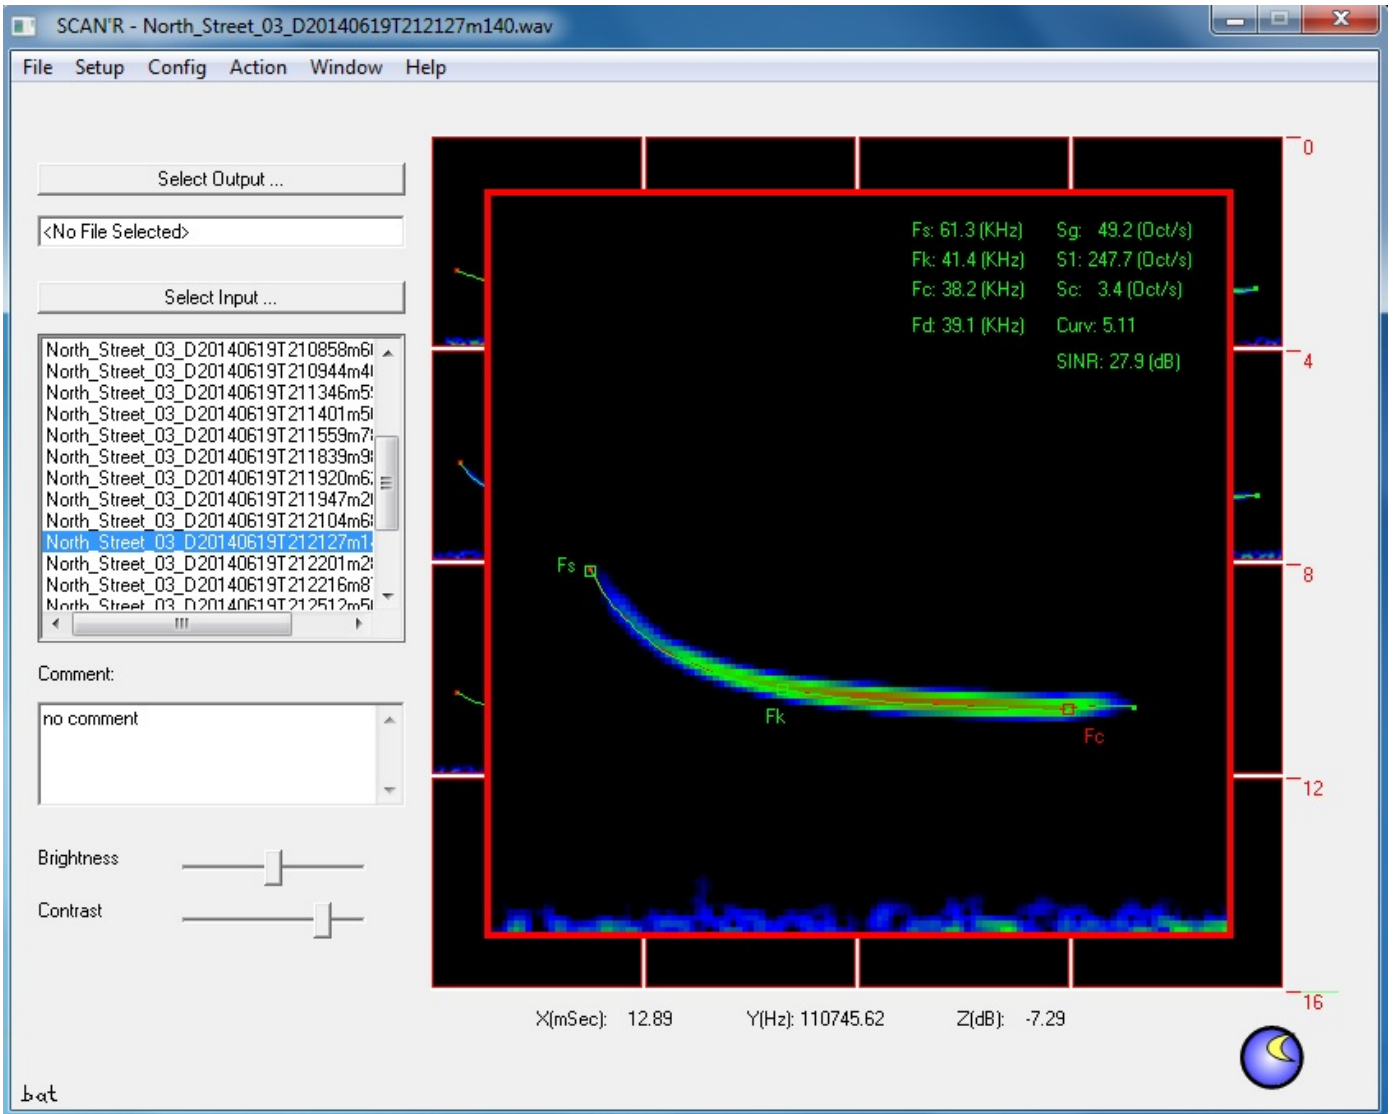 SCAN'R - North_Street_03_D20140619T212127m140.wav
File Setup Config Action Window Help
Select Output ...
<No File Selected>
Select Input ...
North_Street_03_D20140619T210858m6
North_Street_03_D20140619T210944m4
North_Street_03_D20140619T211346m5
North_Street_03_D20140619T211401m5
North_Street_03_D20140619T211559m7
North_Street_03_D20140619T211839m9
North_Street_03_D20140619T211920m6
North_Street_03_D20140619T211947m2
North_Street_03_D20140619T212104m6
North_Street_03_D20140619T212127m1
North_Street_03_D20140619T212201m2
North_Street_03_D20140619T212216m8
North_Street_03_D20140619T212512m5
Comment:
no comment
Brightness
Contrast
Fs: 61.3 (KHz) Sg: 49.2 (Oct/s)
Fk: 41.4 (KHz) S1: 247.7 (Oct/s)
Fc: 38.2 (KHz) Sc: 3.4 (Oct/s)
Fd: 39.1 (KHz) Curv: 5.11
SINR: 27.9 (dB)
Fs
Fk
Fc
0
4
8
12
16
X(mSec): 12.89 Y(Hz): 110745.62 Z(dB): -7.29
bat